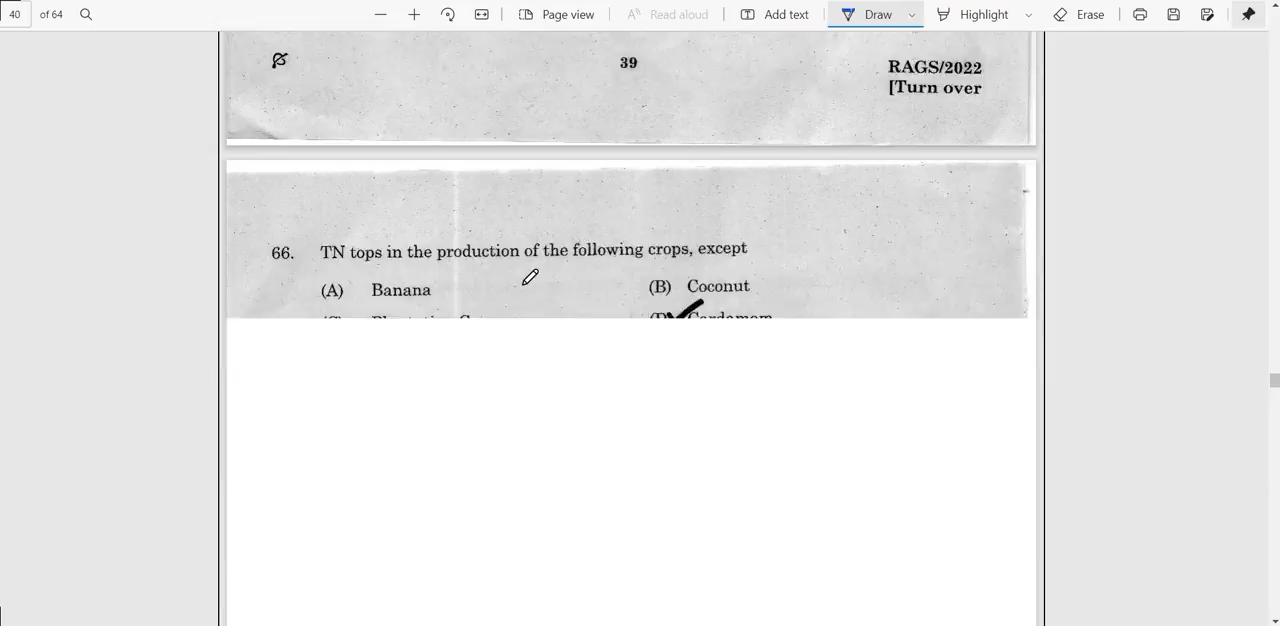 40 of 64 Page view Read aloud Add text Draw Highlight Erase
39
RAGS/2022
[Turn over
66. TN tops in the production of the following crops, except
(A) Banana (B) Coconut
Cardamom